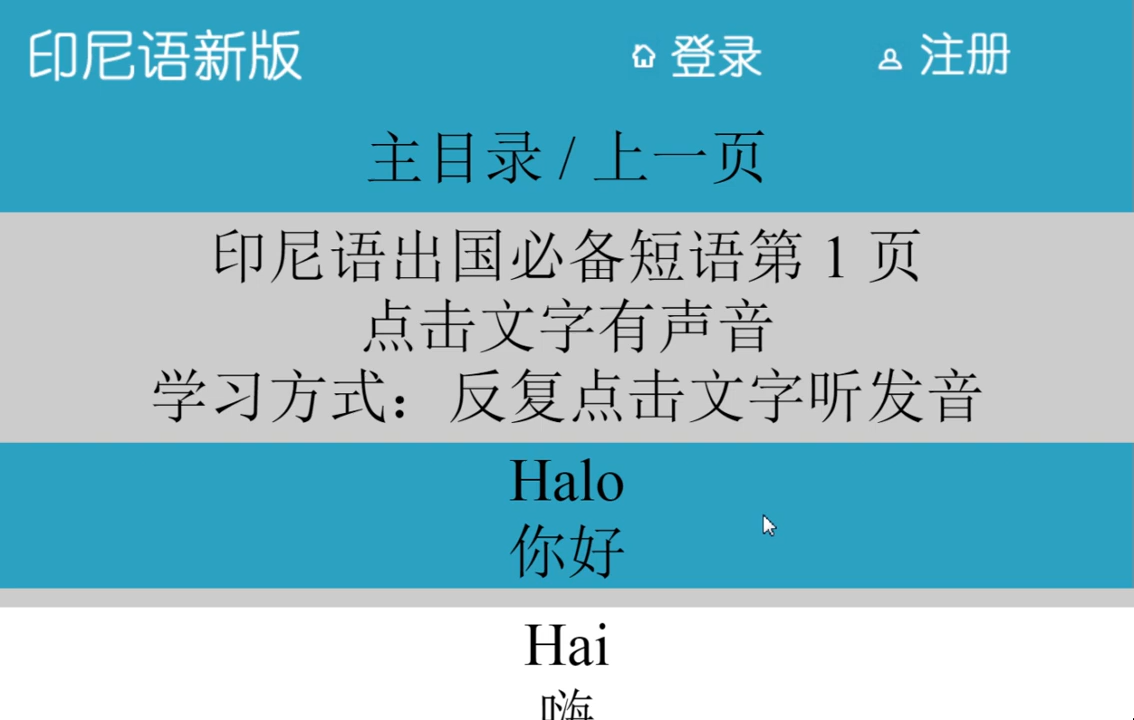 印尼语新版 登录 注册
主目录 / 上一页
印尼语出国必备短语第 1 页
点击文字有声音
学习方式：反复点击文字听发音
Halo
你好
Hai
嗨